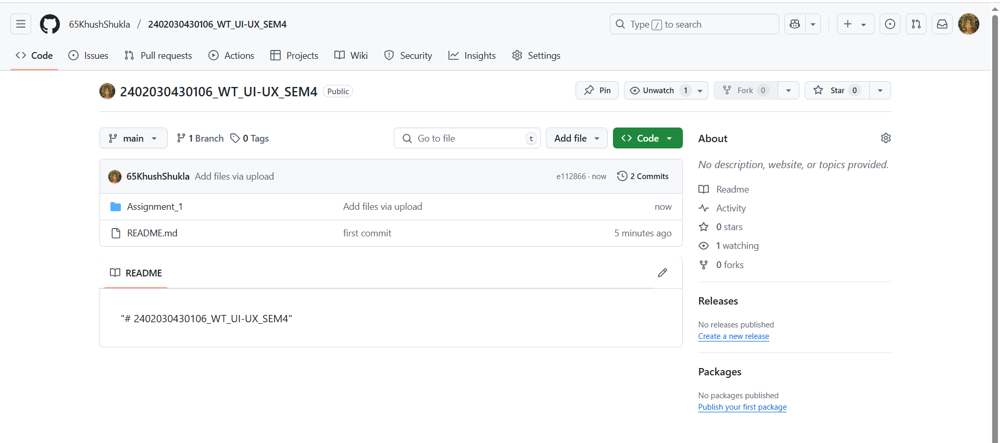 65KhushShukla / 2402030430106_WT_UI-UX_SEM4
Type / to search
Code Issues Pull requests Actions Projects Wiki Security Insights Settings
2402030430106_WT_UI-UX_SEM4 Public
Pin Unwatch 1 Fork 0 Star 0
main 1 Branch 0 Tags
Go to file t Add file Code
65KhushShukla Add files via upload e112866 · now 2 Commits
Assignment_1 Add files via upload now
README.md first commit 5 minutes ago
README
"# 2402030430106_WT_UI-UX_SEM4"
About
No description, website, or topics provided.
Readme
Activity
0 stars
1 watching
0 forks
Releases
No releases published
Create a new release
Packages
No packages published
Publish your first package